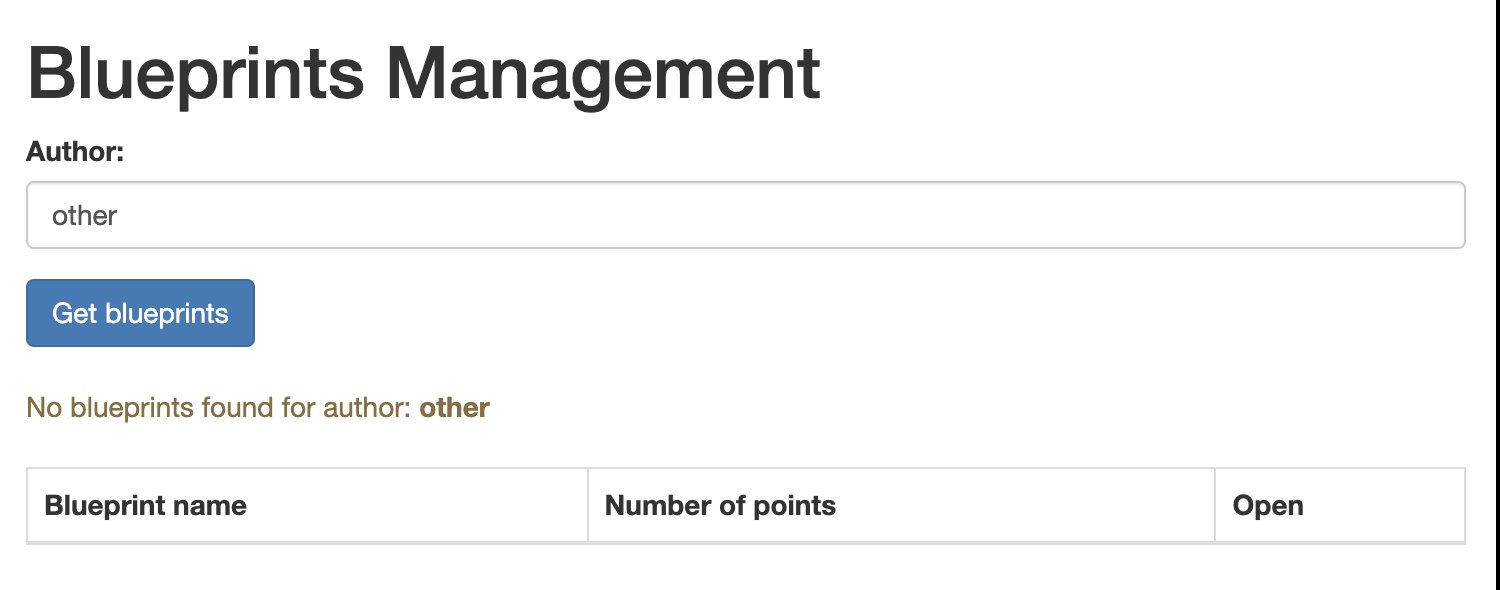 Blueprints Management
Author:
other
Get blueprints
No blueprints found for author: other
Blueprint name Number of points Open